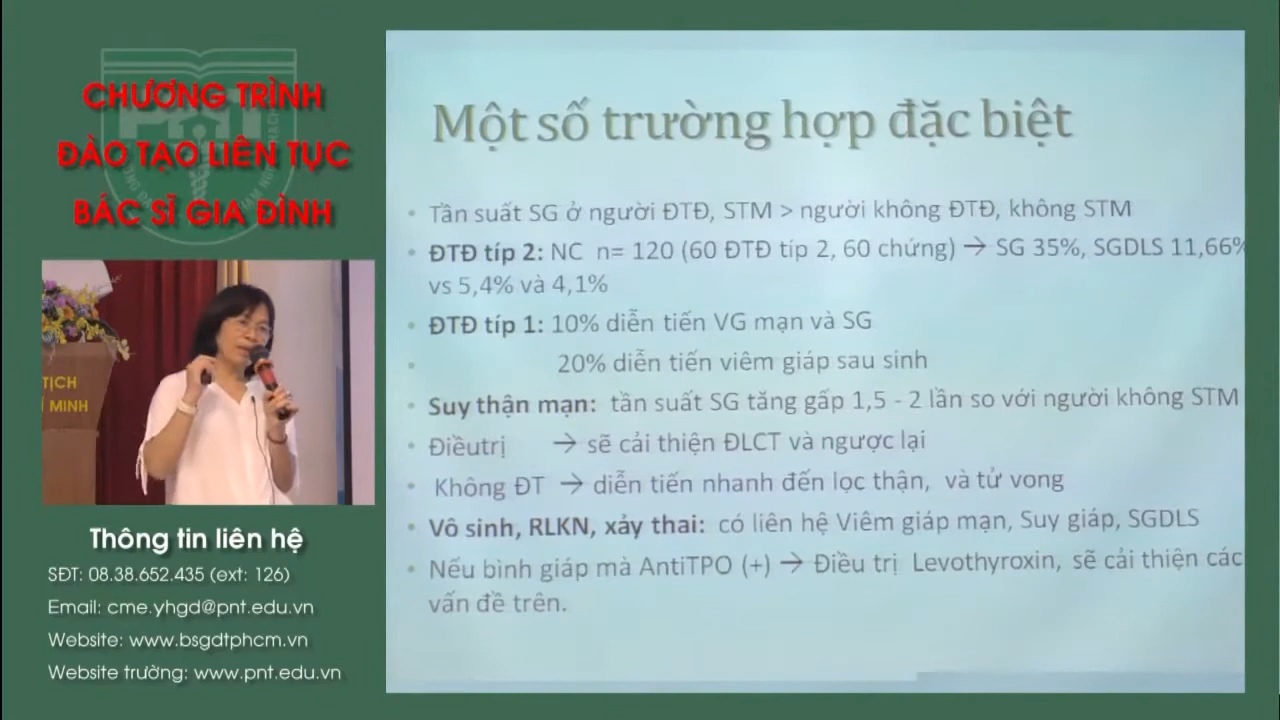 CHƯƠNG TRÌNH
ĐÀO TẠO LIÊN TỤC
BÁC SĨ GIA ĐÌNH
TỊCH
MINH
Thông tin liên hệ
SĐT: 08.38.652.435 (ext: 126)
Email: cme.yhgd@pnt.edu.vn
Website: www.bsgdtphcm.vn
Website trường: www.pnt.edu.vn
Một số trường hợp đặc biệt
• Tần suất SG ở người ĐTĐ, STM > người không ĐTĐ, không STM
• ĐTĐ típ 2: NC n= 120 (60 ĐTĐ típ 2, 60 chứng) → SG 35%, SGDLS 11,66%
vs 5,4% và 4,1%
• ĐTĐ típ 1: 10% diễn tiến VG mạn và SG
• 20% diễn tiến viêm giáp sau sinh
• Suy thận mạn: tần suất SG tăng gấp 1,5 - 2 lần so với người không STM
• Điềutrị → sẽ cải thiện ĐLCT và ngược lại
• Không ĐT → diễn tiến nhanh đến lọc thận, và tử vong
• Vô sinh, RLKN, xảy thai: có liên hệ Viêm giáp mạn, Suy giáp, SGDLS
• Nếu bình giáp mà AntiTPO (+) → Điều trị Levothyroxin, sẽ cải thiện các
vấn đề trên.